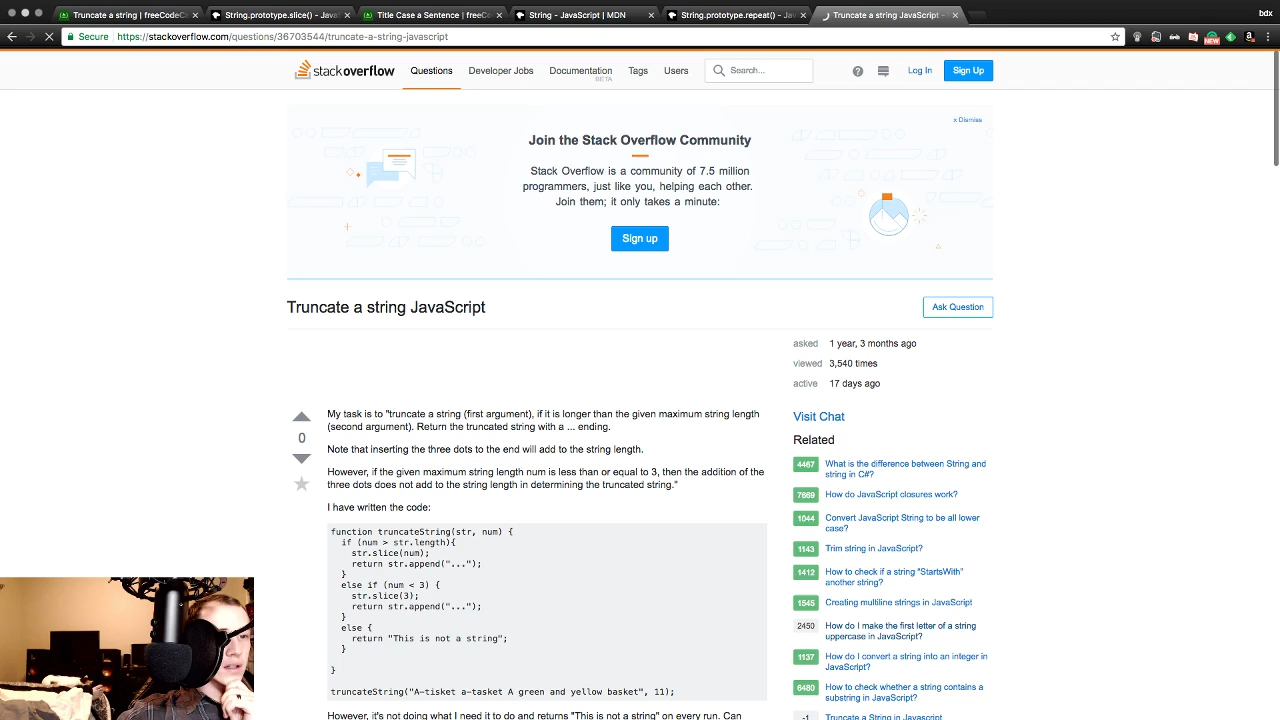 Truncate a string | freeCodeC
String.prototype.slice() - Java
Title Case a Sentence | freeCo
String - JavaScript | MDN
String.prototype.repeat() - Jav
Truncate a string JavaScript –
bdx
Secure https://stackoverflow.com/questions/36703544/truncate-a-string-javascript
NEW
stackoverflow
Questions
Developer Jobs
Documentation
BETA
Tags
Users
Search...
Log In
Sign Up
x Dismiss
Join the Stack Overflow Community
Stack Overflow is a community of 7.5 million
programmers, just like you, helping each other.
Join them; it only takes a minute:
Sign up
Truncate a string JavaScript
Ask Question
0
My task is to "truncate a string (first argument), if it is longer than the given maximum string length
(second argument). Return the truncated string with a ... ending.
Note that inserting the three dots to the end will add to the string length.
However, if the given maximum string length num is less than or equal to 3, then the addition of the
three dots does not add to the string length in determining the truncated string."
I have written the code:
function truncateString(str, num) {
if (num > str.length){
str.slice(num);
return str.append("...");
}
else if (num < 3) {
str.slice(3);
return str.append("...");
}
else {
return "This is not a string";
}
}
truncateString("A-tisket a-tasket A green and yellow basket", 11);
However, it's not doing what I need it to do and returns "This is not a string" on every run. Can
asked 1 year, 3 months ago
viewed 3,540 times
active 17 days ago
Visit Chat
Related
4467 What is the difference between String and
string in C#?
7669 How do JavaScript closures work?
1044 Convert JavaScript String to be all lower
case?
1143 Trim string in JavaScript?
1412 How to check if a string "StartsWith"
another string?
1545 Creating multiline strings in JavaScript
2450 How do I make the first letter of a string
uppercase in JavaScript?
1137 How do I convert a string into an integer in
JavaScript?
6480 How to check whether a string contains a
substring in JavaScript?
-1 Truncate a String in Javascript